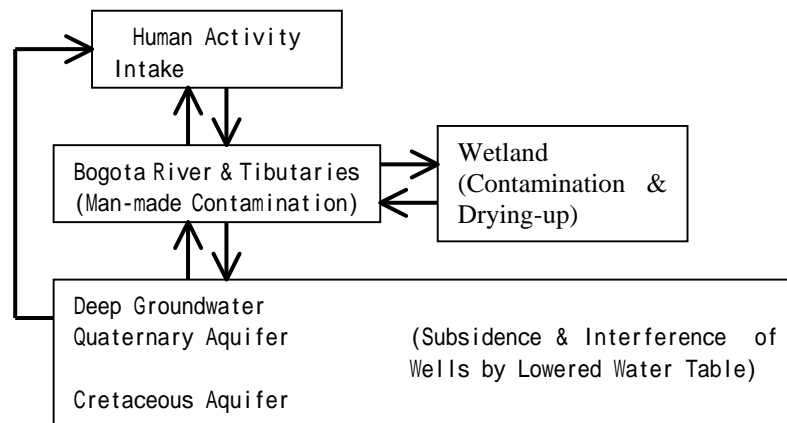 Human Activity
Intake
Bogota River & Tibutaries
(Man-made Contamination)
Wetland
(Contamination &
Drying-up)
Deep Groundwater
Quaternary Aquifer
Cretaceous Aquifer
(Subsidence & Interference of
Wells by Lowered Water Table)